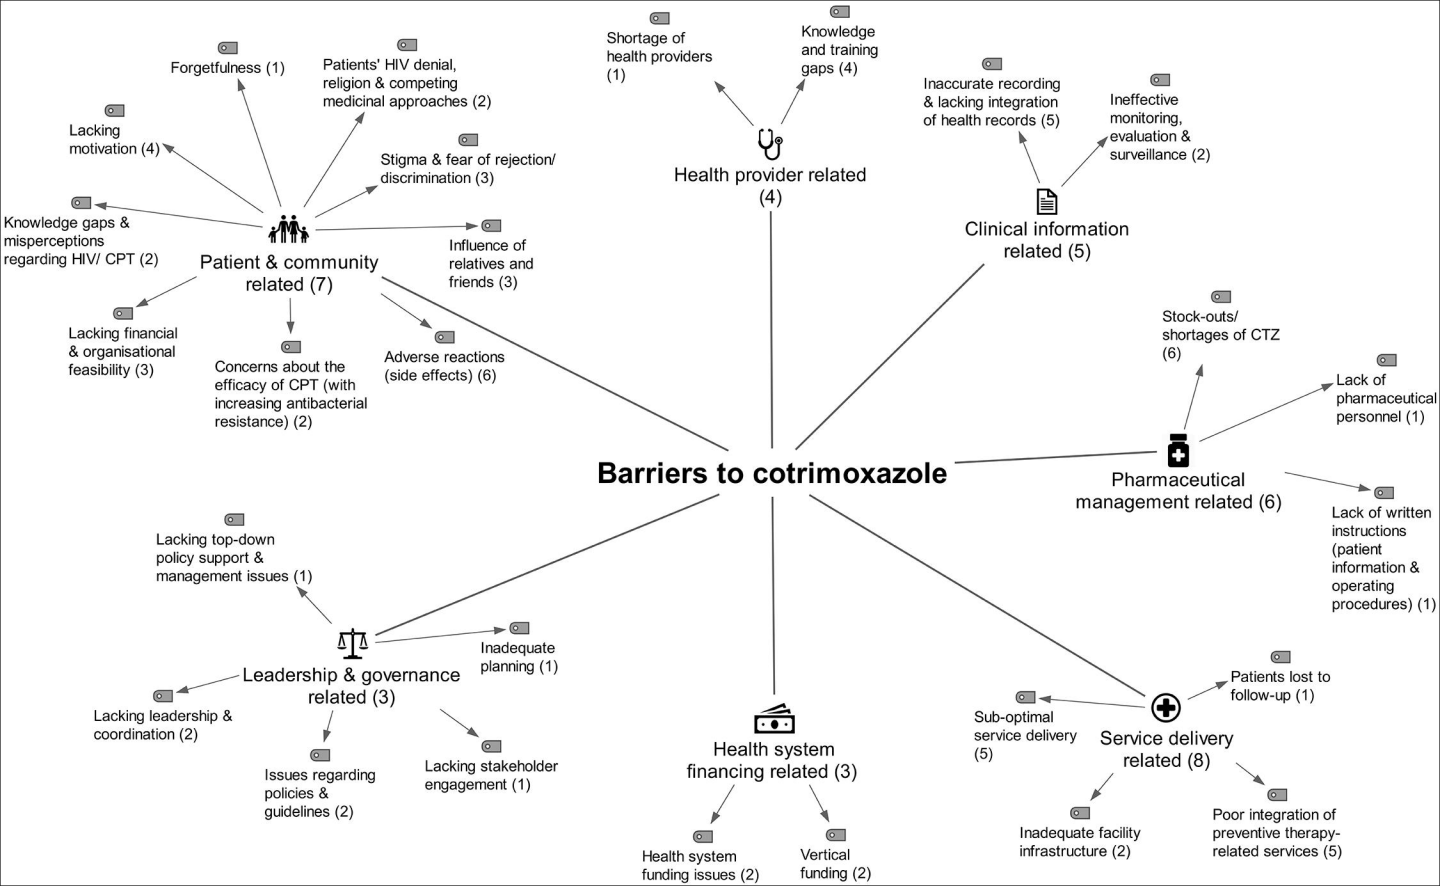 Barriers to cotrimoxazole
Patient & community
related (7)
Forgetfulness (1)
Patients' HIV denial,
religion & competing
medicinal approaches (2)
Lacking
motivation (4)
Stigma & fear of rejection/
discrimination (3)
Knowledge gaps &
misperceptions
regarding HIV/ CPT (2)
Influence of
relatives and
friends (3)
Lacking financial
& organisational
feasibility (3)
Concerns about the
efficacy of CPT (with
increasing antibacterial
resistance) (2)
Adverse reactions
(side effects) (6)
Health provider related
(4)
Shortage of
health providers
(1)
Knowledge
and training
gaps (4)
Clinical information
related (5)
Inaccurate recording
& lacking integration
of health records (5)
Ineffective
monitoring,
evaluation &
surveillance (2)
Pharmaceutical
management related (6)
Stock-outs/
shortages of CTZ
(6)
Lack of
pharmaceutical
personnel (1)
Lack of written
instructions
(patient
information &
operating
procedures) (1)
Leadership & governance
related (3)
Lacking top-down
policy support &
management issues (1)
Inadequate
planning (1)
Lacking leadership &
coordination (2)
Issues regarding
policies &
guidelines (2)
Lacking stakeholder
engagement (1)
Health system
financing related (3)
Health system
funding issues (2)
Vertical
funding (2)
Service delivery
related (8)
Sub-optimal
service delivery
(5)
Patients lost to
follow-up (1)
Inadequate facility
infrastructure (2)
Poor integration of
preventive therapy-
related services (5)